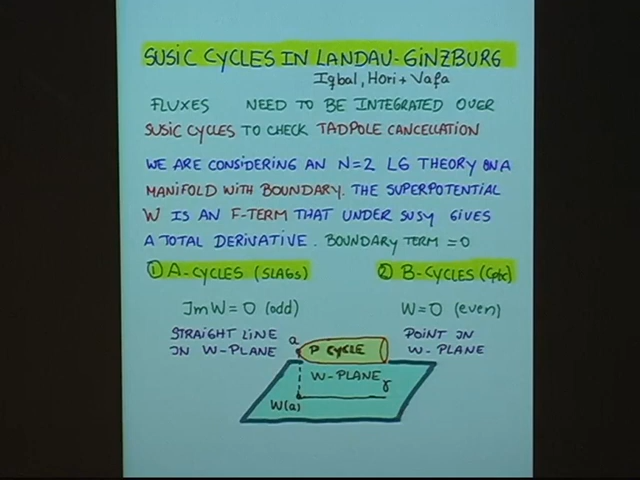 SUSIC CYCLES IN LANDAU-GINZBURG
Iqbal, Hori + Vafa
FLUXES NEED TO BE INTEGRATED OVER
SUSIC CYCLES TO CHECK TADPOLE CANCELLATION
WE ARE CONSIDERING AN N=2 LG THEORY ON A
MANIFOLD WITH BOUNDARY. THE SUPERPOTENTIAL
W IS AN F-TERM THAT UNDER SUSY GIVES
A TOTAL DERIVATIVE. BOUNDARY TERM = 0
① A-CYCLES (SLAGS)
ImW = 0 (odd)
STRAIGHT LINE
IN W-PLANE
② B-CYCLES (Cptx)
W = 0 (even)
POINT IN
W-PLANE
a
P CYCLE
W-PLANE
γ
W(a)